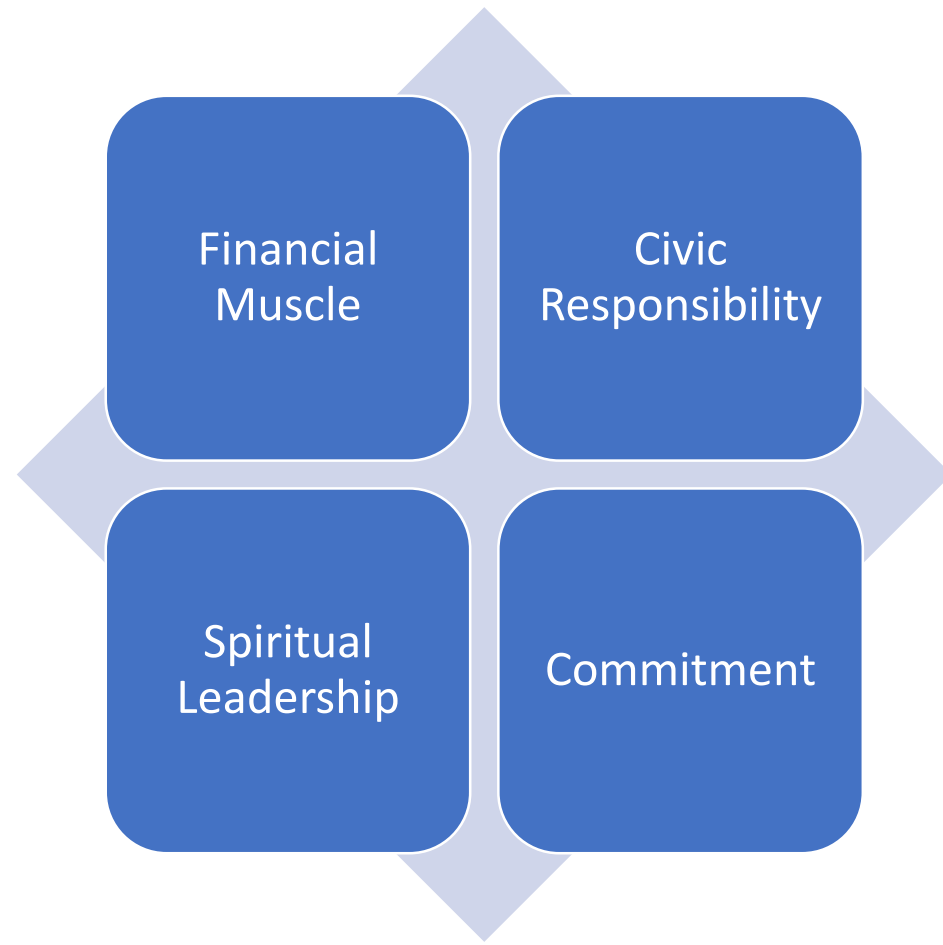 Financial
Muscle
Civic
Responsibility
Spiritual
Leadership
Commitment